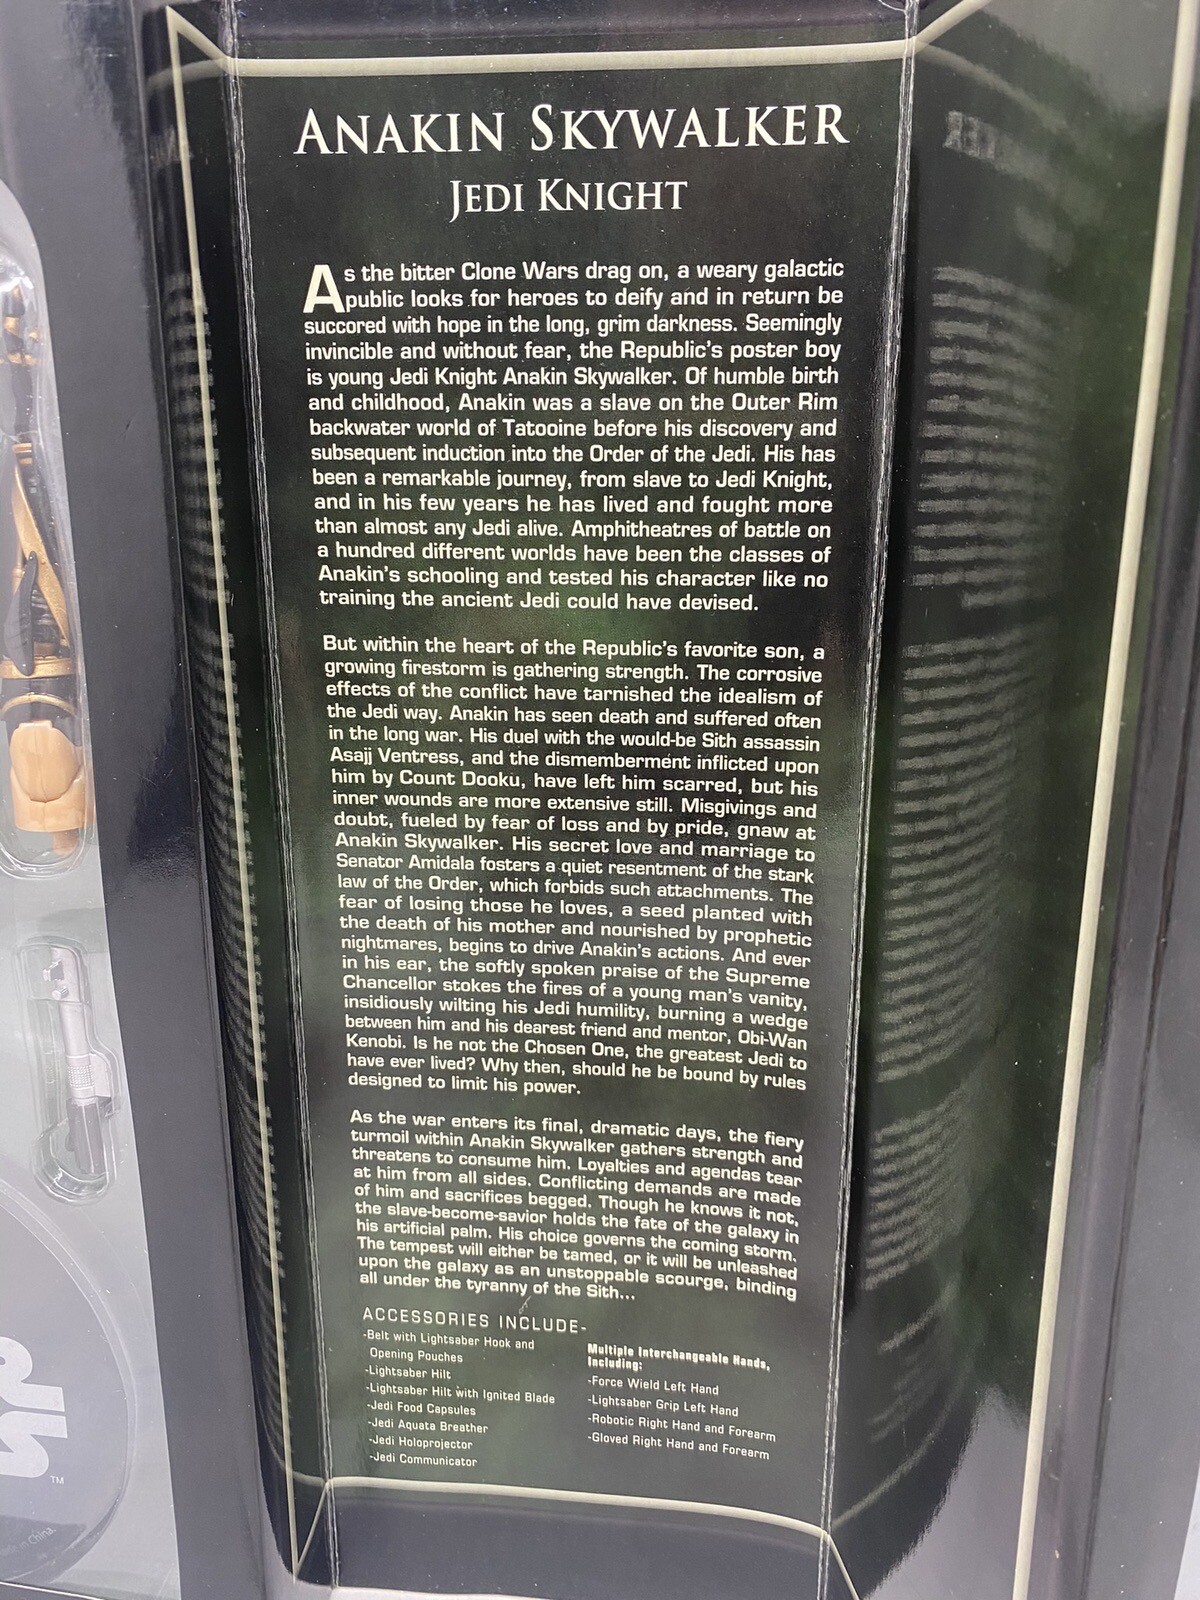 ANAKIN SKYWALKER
JEDI KNIGHT
As the bitter Clone Wars drag on, a weary galactic
public looks for heroes to deify and in return be
succored with hope in the long, grim darkness. Seemingly
invincible and without fear, the Republic's poster boy
is young Jedi Knight Anakin Skywalker. Of humble birth
and childhood, Anakin was a slave on the Outer Rim
backwater world of Tatooine before his discovery and
subsequent induction into the Order of the Jedi. His has
been a remarkable journey, from slave to Jedi Knight,
and in his few years he has lived and fought more
than almost any Jedi alive. Amphitheatres of battle on
a hundred different worlds have been the classes of
Anakin's schooling and tested his character like no
training the ancient Jedi could have devised.
But within the heart of the Republic's favorite son, a
growing firestorm is gathering strength. The corrosive
effects of the conflict have tarnished the idealism of
the Jedi way. Anakin has seen death and suffered often
in the long war. His duel with the would-be Sith assassin
Asajj Ventress, and the dismemberment inflicted upon
him by Count Dooku, have left him scarred, but his
inner wounds are more extensive still. Misgivings and
doubt, fueled by fear of loss and by pride, gnaw at
Anakin Skywalker. His secret love and marriage to
Senator Amidala fosters a quiet resentment of the stark
law of the Order, which forbids such attachments. The
fear of losing those he loves, a seed planted with
the death of his mother and nourished by prophetic
nightmares, begins to drive Anakin's actions. And ever
in his ear, the softly spoken praise of the Supreme
Chancellor stokes the fires of a young man's vanity,
insidiously wilting his Jedi humility, burning a wedge
between him and his dearest friend and mentor, Obi-Wan
Kenobi. Is he not the Chosen One, the greatest Jedi to
have ever lived? Why then, should he be bound by rules
designed to limit his power.
As the war enters its final, dramatic days, the fiery
turmoil within Anakin Skywalker gathers strength and
threatens to consume him. Loyalties and agendas tear
at him from all sides. Conflicting demands are made
of him and sacrifices begged. Though he knows it not,
the slave-become-savior holds the fate of the galaxy in
his artificial palm. His choice governs the coming storm.
The tempest will either be tamed, or it will be unleashed
upon the galaxy as an unstoppable scourge, binding
all under the tyranny of the Sith...
ACCESSORIES INCLUDE-
-Belt with Lightsaber Hook and
Opening Pouches
-Lightsaber Hilt
-Lightsaber Hilt with Ignited Blade
-Jedi Food Capsules
-Jedi Aquata Breather
-Jedi Holoprojector
-Jedi Communicator
Multiple Interchangeable Hands,
Including:
-Force Wield Left Hand
-Lightsaber Grip Left Hand
-Robotic Right Hand and Forearm
-Gloved Right Hand and Forearm
TM
in China.